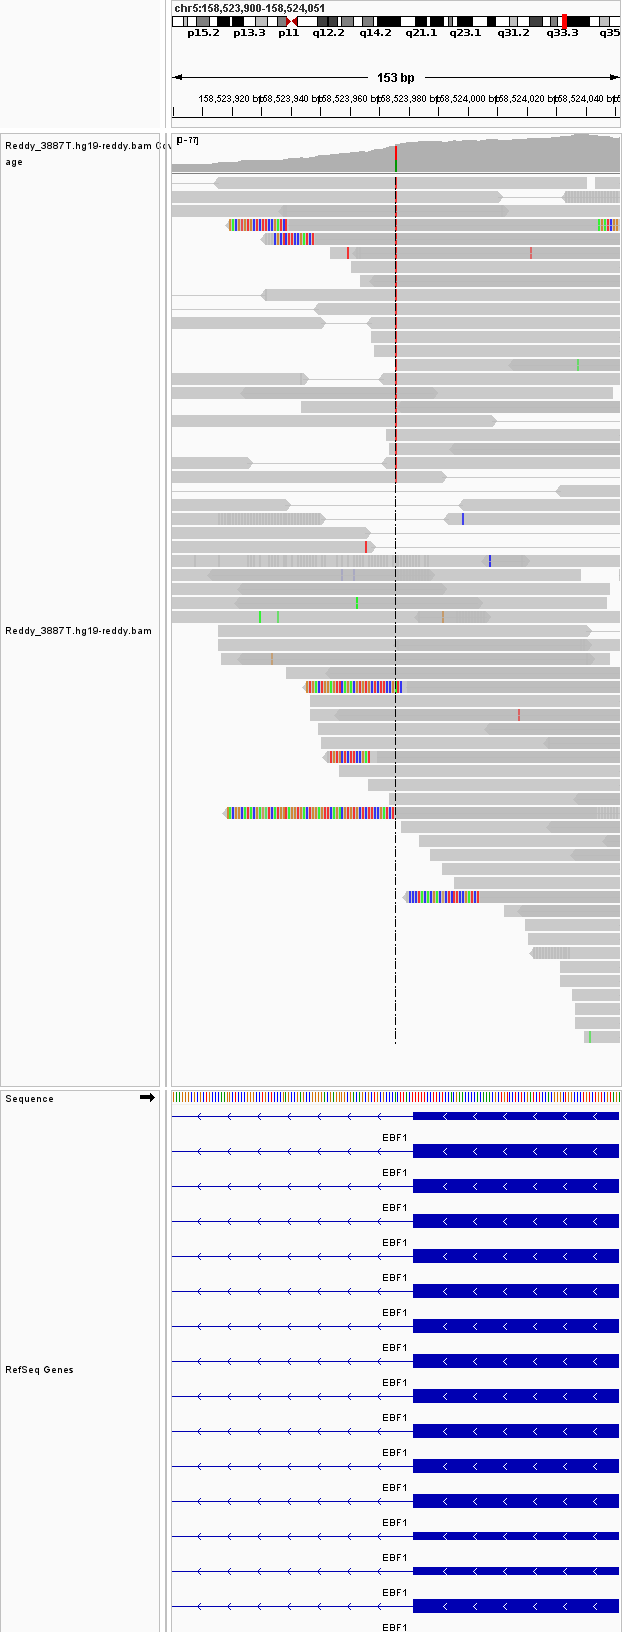 chr5:158,523,900-158,524,051
p15.2 p13.3 p11 q12.2 q14.2 q21.1 q23.1 q31.2 q33.3 q35
153 bp
158,523,920 bp 158,523,940 bp 158,523,960 bp 158,523,980 bp 158,524,000 bp 158,524,020 bp 158,524,040 bp
[0-77]
Reddy_3887T.hg19-reddy.bam Cov
age
Reddy_3887T.hg19-reddy.bam
Sequence
EBF1
EBF1
EBF1
EBF1
EBF1
EBF1
EBF1
RefSeq Genes
EBF1
EBF1
EBF1
EBF1
EBF1
EBF1
EBF1
EBF1